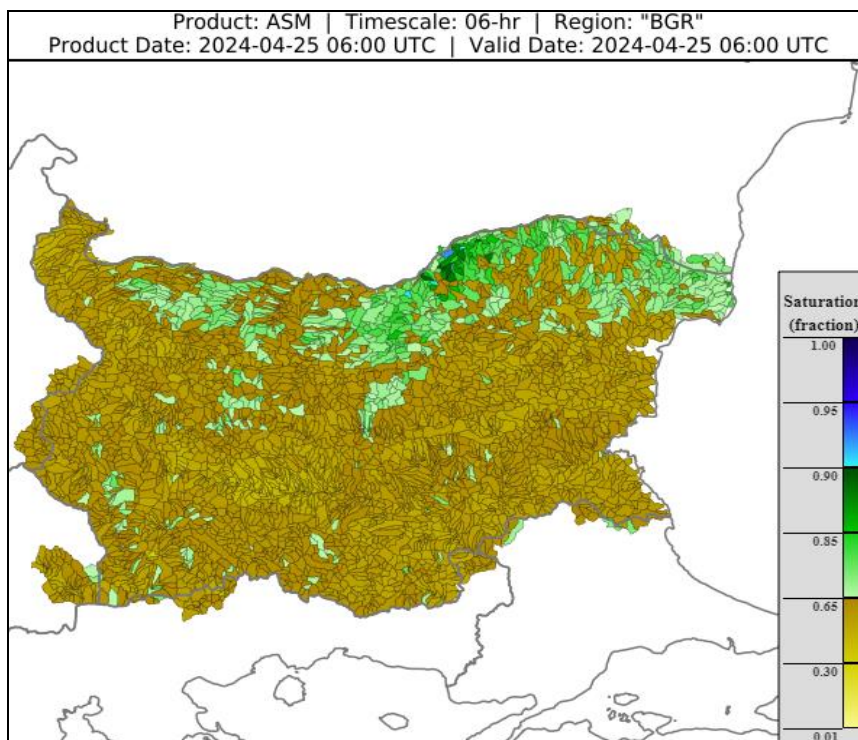 Product: ASM | Timescale: 06-hr | Region: "BGR"
Product Date: 2024-04-25 06:00 UTC | Valid Date: 2024-04-25 06:00 UTC
Saturation
(fraction)
1.00
0.95
0.90
0.85
0.65
0.30
0.01